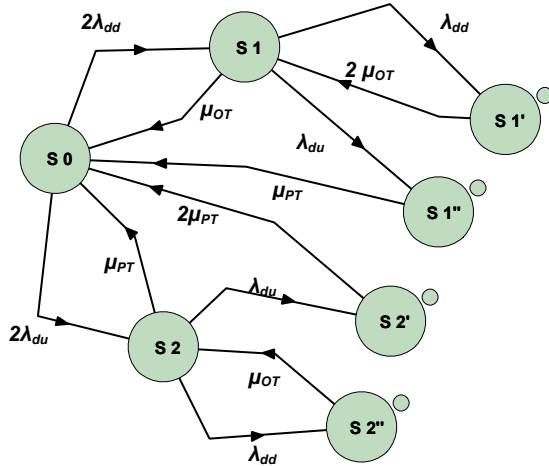 2λdd
S 1
λdd
2 μOT
S 1'
μOT
λdu
S 0
μPT
S 1"
2μPT
μPT
λdu
S 2'
2λdu
S 2
μOT
S 2"
λdd